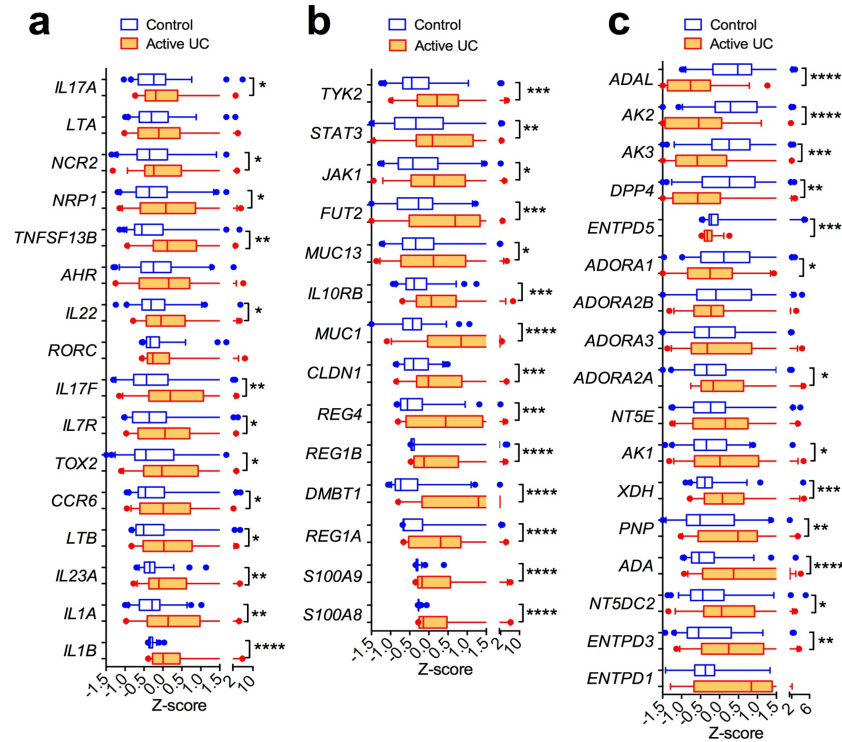 a
Control
Active UC
IL17A
*
LTA
NCR2
*
NRP1
*
TNFSF13B
**
AHR
IL22
*
RORC
IL17F
**
IL7R
*
TOX2
*
CCR6
*
LTB
*
IL23A
**
IL1A
**
IL1B
****
-1.5 -1.0 -0.5 0.0 0.5 1.0 1.5 2 10
Z-score
b
Control
Active UC
TYK2
***
STAT3
**
JAK1
*
FUT2
***
MUC13
*
IL10RB
***
MUC1
****
CLDN1
***
REG4
***
REG1B
****
DMBT1
****
REG1A
****
S100A9
****
S100A8
****
-1.5 -1.0 -0.5 0.0 0.5 1.0 1.5 2 10
Z-score
c
Control
Active UC
ADAL
****
AK2
****
AK3
***
DPP4
**
ENTPD5
***
ADORA1
*
ADORA2B
ADORA3
ADORA2A
*
NT5E
AK1
*
XDH
***
PNP
**
ADA
****
NT5DC2
*
ENTPD3
**
ENTPD1
-1.5 -1.0 -0.5 0.0 0.5 1.0 1.5 2 6
Z-score